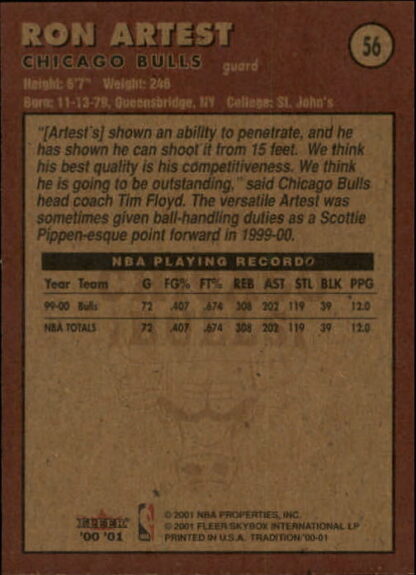 RON ARTEST
56
CHICAGO BULLS
guard
Height: 6'7" Weight: 246
Born: 11-13-79, Queensbridge, NY College: St. John's
"[Artest's] shown an ability to penetrate, and he
has shown he can shoot it from 15 feet. We think
his best quality is his competitiveness. We think
he is going to be outstanding," said Chicago Bulls
head coach Tim Floyd. The versatile Artest was
sometimes given ball-handling duties as a Scottie
Pippen-esque point forward in 1999-00.
NBA PLAYING RECORD
Year Team G FG% FT% REB AST STL BLK PPG
99-00 Bulls 72 .407 .674 308 202 119 39 12.0
NBA TOTALS 72 .407 .674 308 202 119 39 12.0
FLEER
'00 '01
© 2001 NBA PROPERTIES, INC.
© 2001 FLEER/SKYBOX INTERNATIONAL LP
PRINTED IN U.S.A. TRADITION '00-01